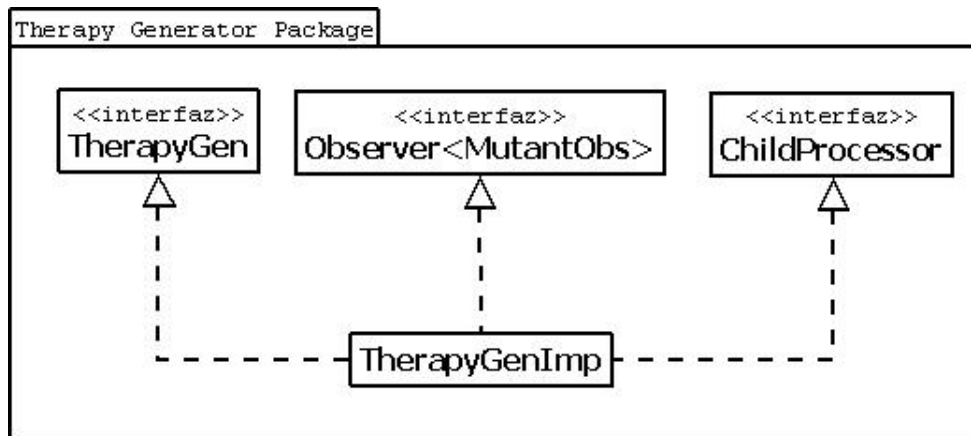 Therapy Generator Package
<<interfaz>>
TherapyGen
<<interfaz>>
Observer<MutantObs>
<<interfaz>>
ChildProcessor
TherapyGenImp